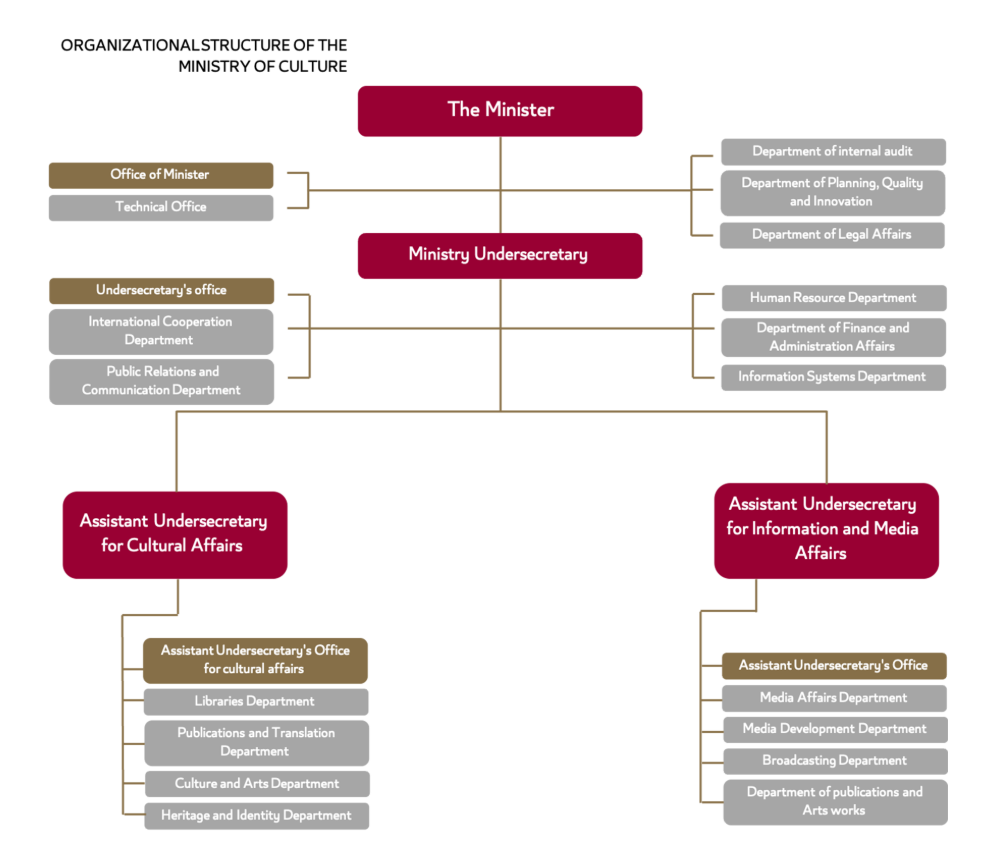 ORGANIZATIONAL STRUCTURE OF THE
MINISTRY OF CULTURE
The Minister
Office of Minister
Technical Office
Department of internal audit
Department of Planning, Quality
and Innovation
Department of Legal Affairs
Ministry Undersecretary
Undersecretary's office
International Cooperation
Department
Public Relations and
Communication Department
Human Resource Department
Department of Finance and
Administration Affairs
Information Systems Department
Assistant Undersecretary
for Cultural Affairs
Assistant Undersecretary's Office
for cultural affairs
Libraries Department
Publications and Translation
Department
Culture and Arts Department
Heritage and Identity Department
Assistant Undersecretary
for Information and Media
Affairs
Assistant Undersecretary's Office
Media Affairs Department
Media Development Department
Broadcasting Department
Department of publications and
Arts works